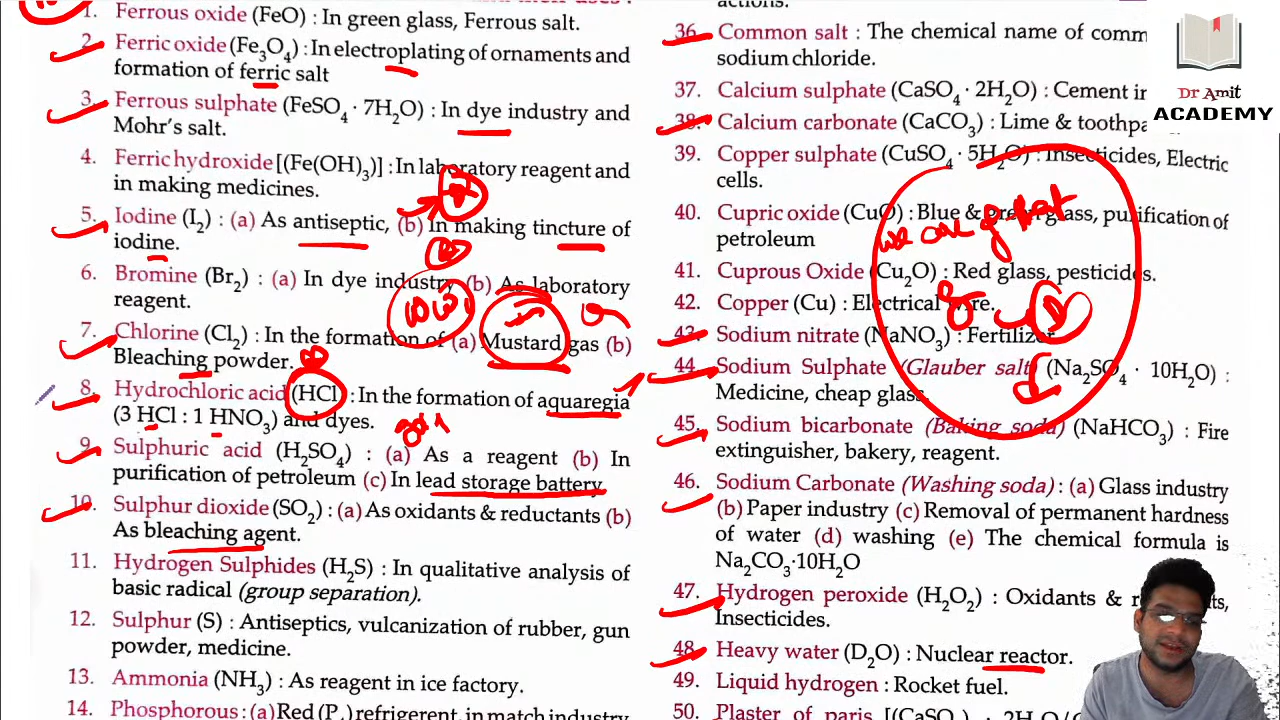 1. Ferrous oxide (FeO) : In green glass, Ferrous salt.
2. Ferric oxide (Fe₃O₄) : In electroplating of ornaments and
formation of ferric salt
3. Ferrous sulphate (FeSO₄ · 7H₂O) : In dye industry and
Mohr's salt.
4. Ferric hydroxide [(Fe(OH)₃)] : In laboratory reagent and
in making medicines.
5. Iodine (I₂) : (a) As antiseptic, (b) In making tincture of
iodine.
6. Bromine (Br₂) : (a) In dye industry (b) As laboratory
reagent.
7. Chlorine (Cl₂) : In the formation of (a) Mustard gas (b)
Bleaching powder.
8. Hydrochloric acid (HCl) : In the formation of aquaregia
(3 HCl : 1 HNO₃) and dyes.
9. Sulphuric acid (H₂SO₄) : (a) As a reagent (b) In
purification of petroleum (c) In lead storage battery
10. Sulphur dioxide (SO₂) : (a) As oxidants & reductants (b)
As bleaching agent.
11. Hydrogen Sulphides (H₂S) : In qualitative analysis of
basic radical (group separation).
12. Sulphur (S) : Antiseptics, vulcanization of rubber, gun
powder, medicine.
13. Ammonia (NH₃) : As reagent in ice factory.
14. Phosphorous : (a) Red (P₄) refrigerent, in match industry
actions.
36. Common salt : The chemical name of comm
sodium chloride.
37. Calcium sulphate (CaSO₄ · 2H₂O) : Cement in
38. Calcium carbonate (CaCO₃) : Lime & toothpa
39. Copper sulphate (CuSO₄ · 5H₂O) : Insecticides, Electric
cells.
40. Cupric oxide (CuO) : Blue & green glass, purification of
petroleum
41. Cuprous Oxide (Cu₂O) : Red glass, pesticides.
42. Copper (Cu) : Electrical wire.
43. Sodium nitrate (NaNO₃) : Fertilizer
44. Sodium Sulphate (Glauber salt) (Na₂SO₄ · 10H₂O) :
Medicine, cheap glass.
45. Sodium bicarbonate (Baking soda) (NaHCO₃) : Fire
extinguisher, bakery, reagent.
46. Sodium Carbonate (Washing soda) : (a) Glass industry
(b) Paper industry (c) Removal of permanent hardness
of water (d) washing (e) The chemical formula is
Na₂CO₃·10H₂O
47. Hydrogen peroxide (H₂O₂) : Oxidants &
Insecticides.
48. Heavy water (D₂O) : Nuclear reactor.
49. Liquid hydrogen : Rocket fuel.
50. Plaster of paris [(CaSO₄)₂ · 2H₂O
Dr Amit
ACADEMY